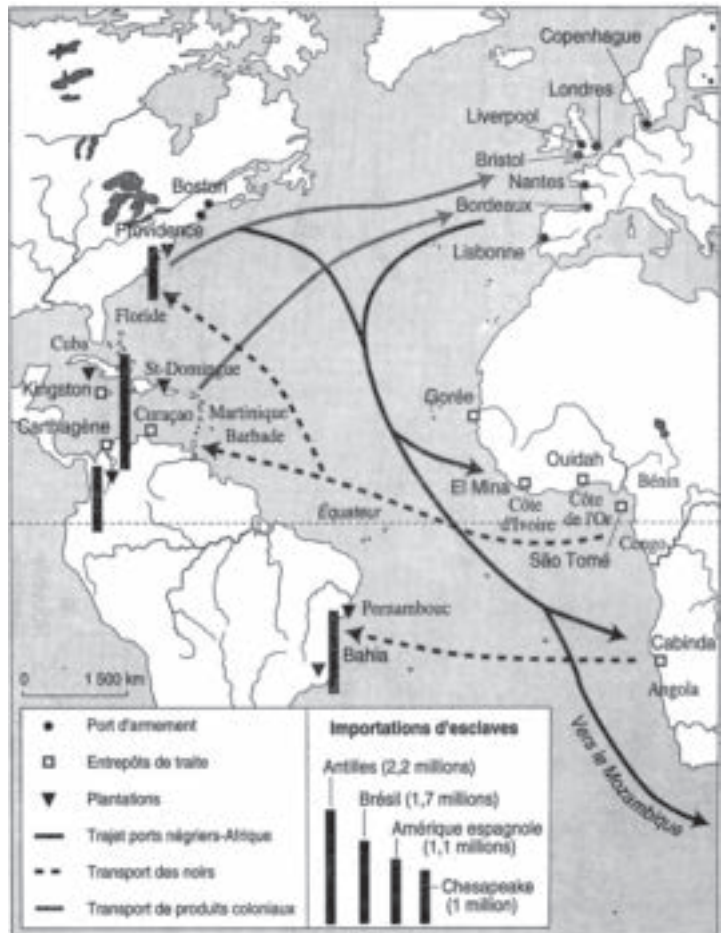 Copenhague
Londres
Liverpool
Bristol
Nantes
Bordeaux
Lisbonne
Boston
Providence
Floride
Cuba
St-Domingue
Kingston
Curaçao
Martinique
Carthagène
Barbade
Gorée
Ouidah
El Mina
Bénin
Côte d'Ivoire
Côte de l'Or
Équateur
Congo
São Tomé
Pernambouc
Bahia
Cabinda
Angola
0 1 500 km
Vers le Mozambique
Port d'armement
Entrepôts de traite
Plantations
Trajet ports négriers-Afrique
Transport des noirs
Transport de produits coloniaux
Importations d'esclaves
Antilles (2,2 millions)
Brésil (1,7 millions)
Amérique espagnole
(1,1 millions)
Chesapeake
(1 million)